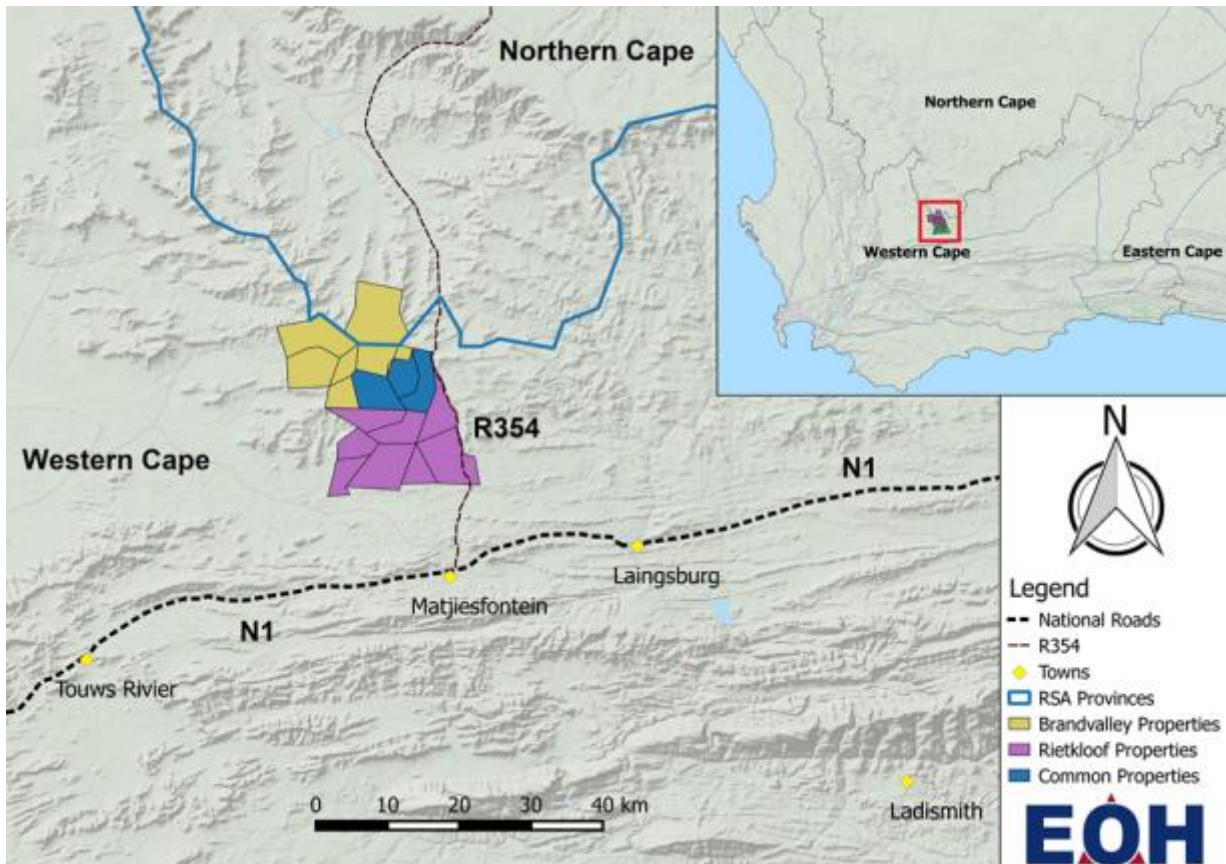 Northern Cape
Western Cape
R354
N1
Laingsburg
Matjiesfontein
N1
Touws Rivier
Ladismith
0 10 20 30 40 km
Northern Cape
Western Cape
Eastern Cape
N
Legend
National Roads
R354
Towns
RSA Provinces
Brandvalley Properties
Rietkloof Properties
Common Properties
EOH